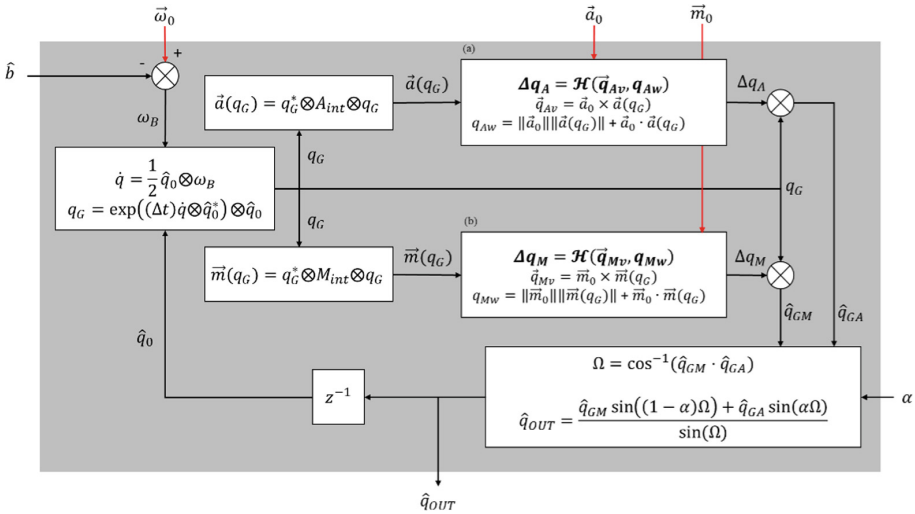 ω⃗₀
a⃗₀
m⃗₀
b̂
-
+
ω_B
(a)
a⃗(q_G) = q_G^*⊗A_int⊗q_G
a⃗(q_G)
Δq_A = ℋ(q⃗_Av, q_Aw)
q⃗_Av = a⃗₀ × a⃗(q_G)
q_Aw = ‖a⃗₀‖‖a⃗(q_G)‖ + a⃗₀ · a⃗(q_G)
Δq_A
q_G
q̇ = 1/2 q̂₀⊗ω_B
q_G = exp((Δt)q̇⊗q̂₀^*)⊗q̂₀
q_G
q_G
(b)
m⃗(q_G) = q_G^*⊗M_int⊗q_G
m⃗(q_G)
Δq_M = ℋ(q⃗_Mv, q_Mw)
q⃗_Mv = m⃗₀ × m⃗(q_G)
q_Mw = ‖m⃗₀‖‖m⃗(q_G)‖ + m⃗₀ · m⃗(q_G)
Δq_M
q̂_GM
q̂_GA
q̂₀
z⁻¹
Ω = cos⁻¹(q̂_GM · q̂_GA)
q̂_OUT = (q̂_GM sin((1 − α)Ω) + q̂_GA sin(αΩ)) / sin(Ω)
α
q̂_OUT